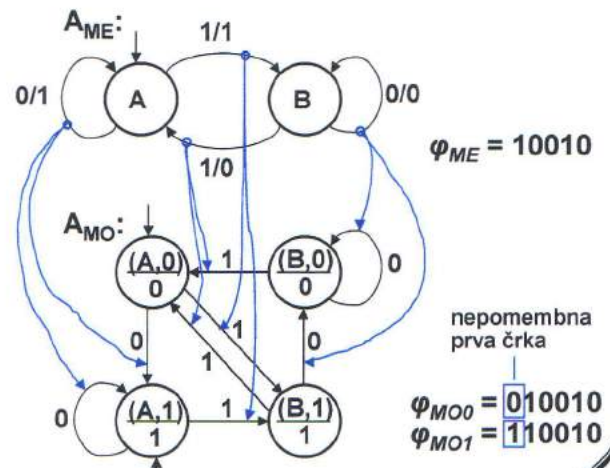 A_ME:
1/1
0/1
A
B
0/0
1/0
φ_ME = 10010
A_MO:
(A,0)
0
1
(B,0)
0
0
0
1
1
0
nepomembna
prva črka
0
(A,1)
1
1
(B,1)
1
φ_MO0 = 010010
φ_MO1 = 110010